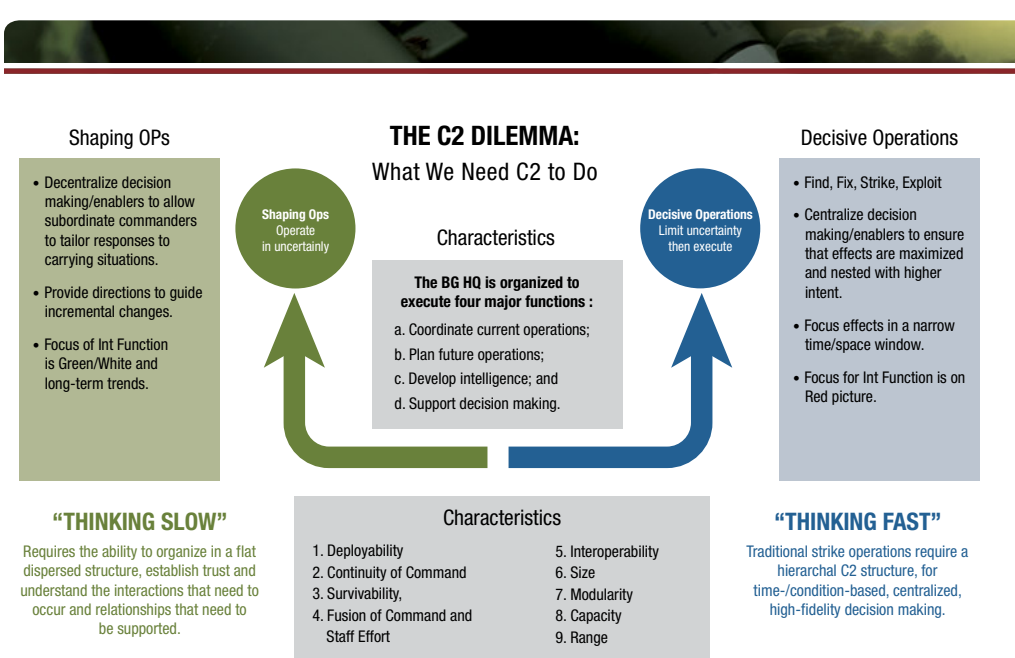 THE C2 DILEMMA:
What We Need C2 to Do
Shaping OPs
• Decentralize decision
making/enablers to allow
subordinate commanders
to tailor responses to
carrying situations.
• Provide directions to guide
incremental changes.
• Focus of Int Function
is Green/White and
long-term trends.
"THINKING SLOW"
Requires the ability to organize in a flat
dispersed structure, establish trust and
understand the interactions that need to
occur and relationships that need to
be supported.
Shaping Ops
Operate
in uncertainly
Characteristics
The BG HQ is organized to
execute four major functions :
a. Coordinate current operations;
b. Plan future operations;
c. Develop intelligence; and
d. Support decision making.
Decisive Operations
Limit uncertainty
then execute
Characteristics
1. Deployability
2. Continuity of Command
3. Survivability,
4. Fusion of Command and
Staff Effort
5. Interoperability
6. Size
7. Modularity
8. Capacity
9. Range
Decisive Operations
• Find, Fix, Strike, Exploit
• Centralize decision
making/enablers to ensure
that effects are maximized
and nested with higher
intent.
• Focus effects in a narrow
time/space window.
• Focus for Int Function is on
Red picture.
"THINKING FAST"
Traditional strike operations require a
hierarchal C2 structure, for
time-/condition-based, centralized,
high-fidelity decision making.